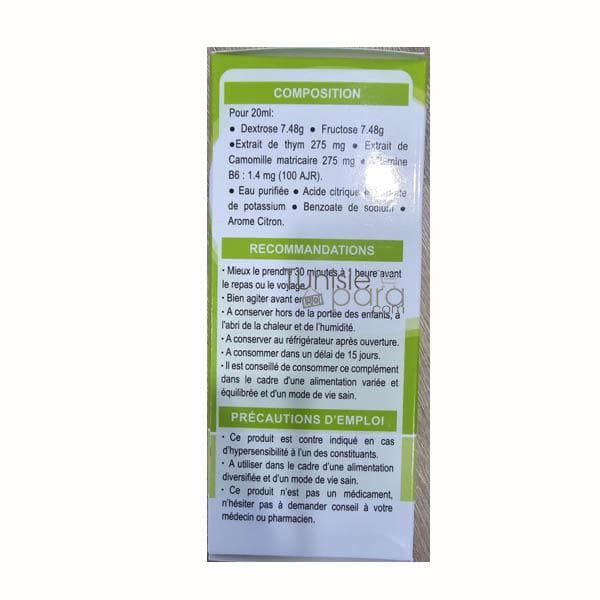 COMPOSITION
Pour 20ml:
● Dextrose 7.48g ● Fructose 7.48g
●Extrait de thym 275 mg ● Extrait de
Camomille matricaire 275 mg ●
B6 : 1.4 mg (100 AJR).
● Eau purifiée ● Acide citrique
de potassium ● Benzoate de sodium ●
Arome Citron.
RECOMMANDATIONS
· Mieux le prendre 30 minutes à 1 heure avant
le repas ou le voyage
· Bien agiter avant
· A conserver hors de la portée des enfants, à
l'abri de la chaleur et de l'humidité.
· A conserver au réfrigérateur après ouverture.
· A consommer dans un délai de 15 jours.
· Il est conseillé de consommer ce complément
dans le cadre d'une alimentation variée et
équilibrée et d'un mode de vie sain.
Tunisie
para
.com
PRÉCAUTIONS D'EMPLOI
· Ce produit est contre indiqué en cas
d'hypersensibilité à l'un des constituants.
· A utiliser dans le cadre d'une alimentation
diversifiée et d'un mode de vie sain.
· Ce produit n'est pas un médicament,
n'hésiter pas à demander conseil à votre
médecin ou pharmacien.